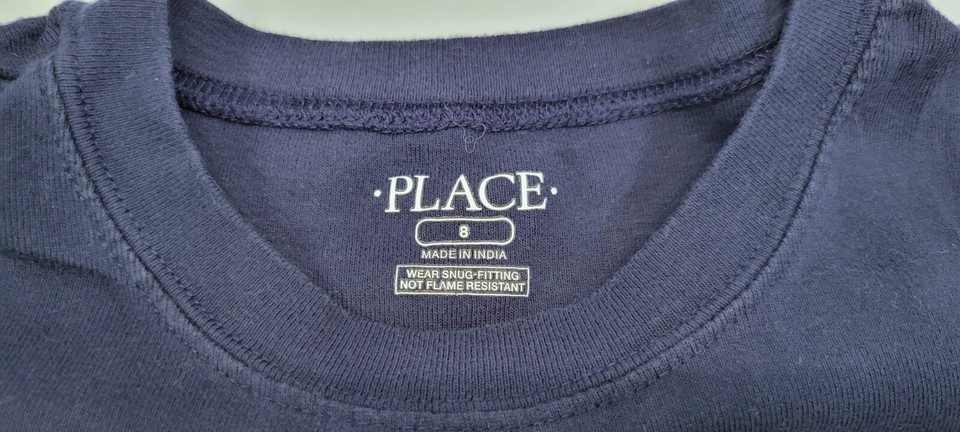 ·PLACE·
8
MADE IN INDIA
WEAR SNUG-FITTING
NOT FLAME RESISTANT